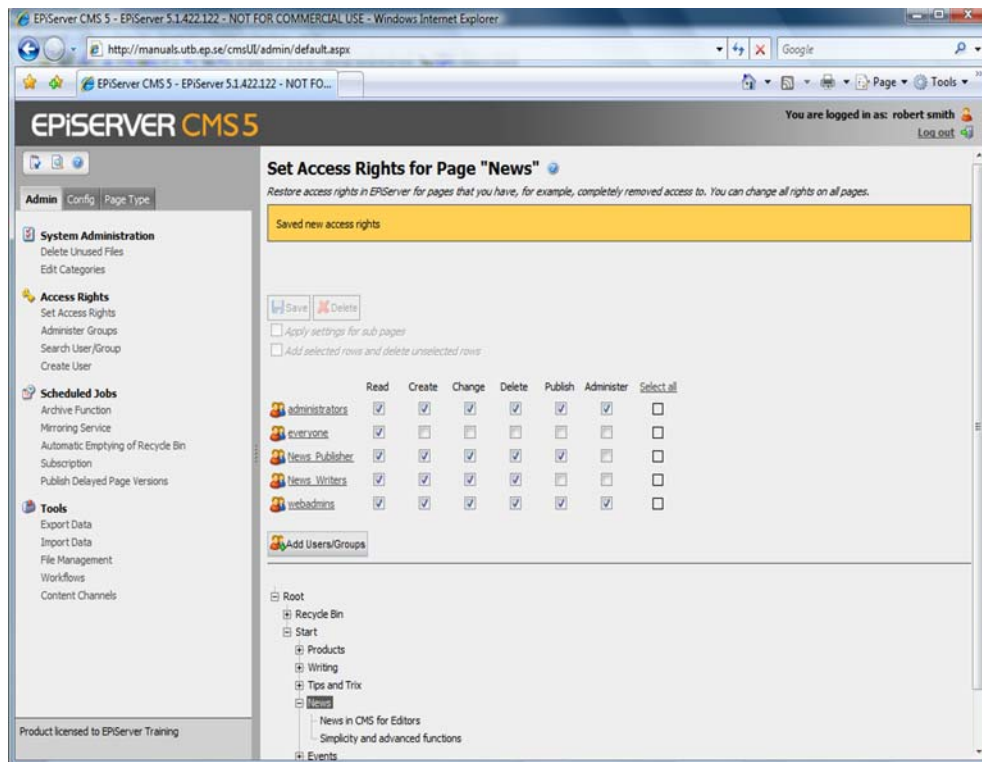 EPiServer CMS 5 - EPiServer 5.1.422.122 - NOT FOR COMMERCIAL USE - Windows Internet Explorer
http://manuals.utb.ep.se/cmsUI/admin/default.aspx
Google
EPiServer CMS 5 - EPiServer 5.1.422.122 - NOT FO...
Page
Tools
EPiSERVER CMS 5
You are logged in as: robert smith
Log out
Admin Config Page Type
System Administration
Delete Unused Files
Edit Categories
Access Rights
Set Access Rights
Administer Groups
Search User/Group
Create User
Scheduled Jobs
Archive Function
Mirroring Service
Automatic Emptying of Recycle Bin
Subscription
Publish Delayed Page Versions
Tools
Export Data
Import Data
File Management
Workflows
Content Channels
Product licensed to EPiServer Training
Set Access Rights for Page "News"
Restore access rights in EPiServer for pages that you have, for example, completely removed access to. You can change all rights on all pages.
Saved new access rights
Save Delete
Apply settings for sub pages
Add selected rows and delete unselected rows
Read Create Change Delete Publish Administer Select all
administrators
everyone
News Publisher
News Writers
webadmins
Add Users/Groups
Root
Recycle Bin
Start
Products
Writing
Tips and Trix
News
News in CMS for Editors
Simplicity and advanced functions
Events